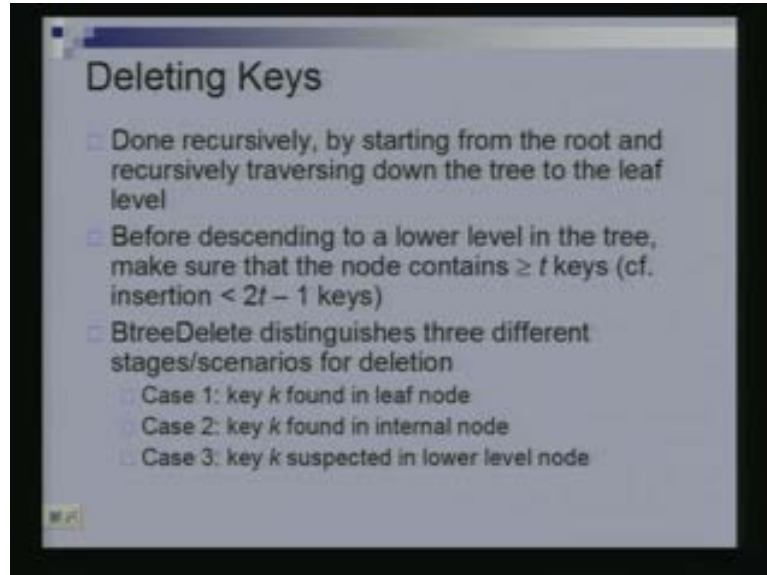 Deleting Keys
Done recursively, by starting from the root and
recursively traversing down the tree to the leaf
level
Before descending to a lower level in the tree,
make sure that the node contains ≥ t keys (cf.
insertion < 2t – 1 keys)
BtreeDelete distinguishes three different
stages/scenarios for deletion
Case 1: key k found in leaf node
Case 2: key k found in internal node
Case 3: key k suspected in lower level node